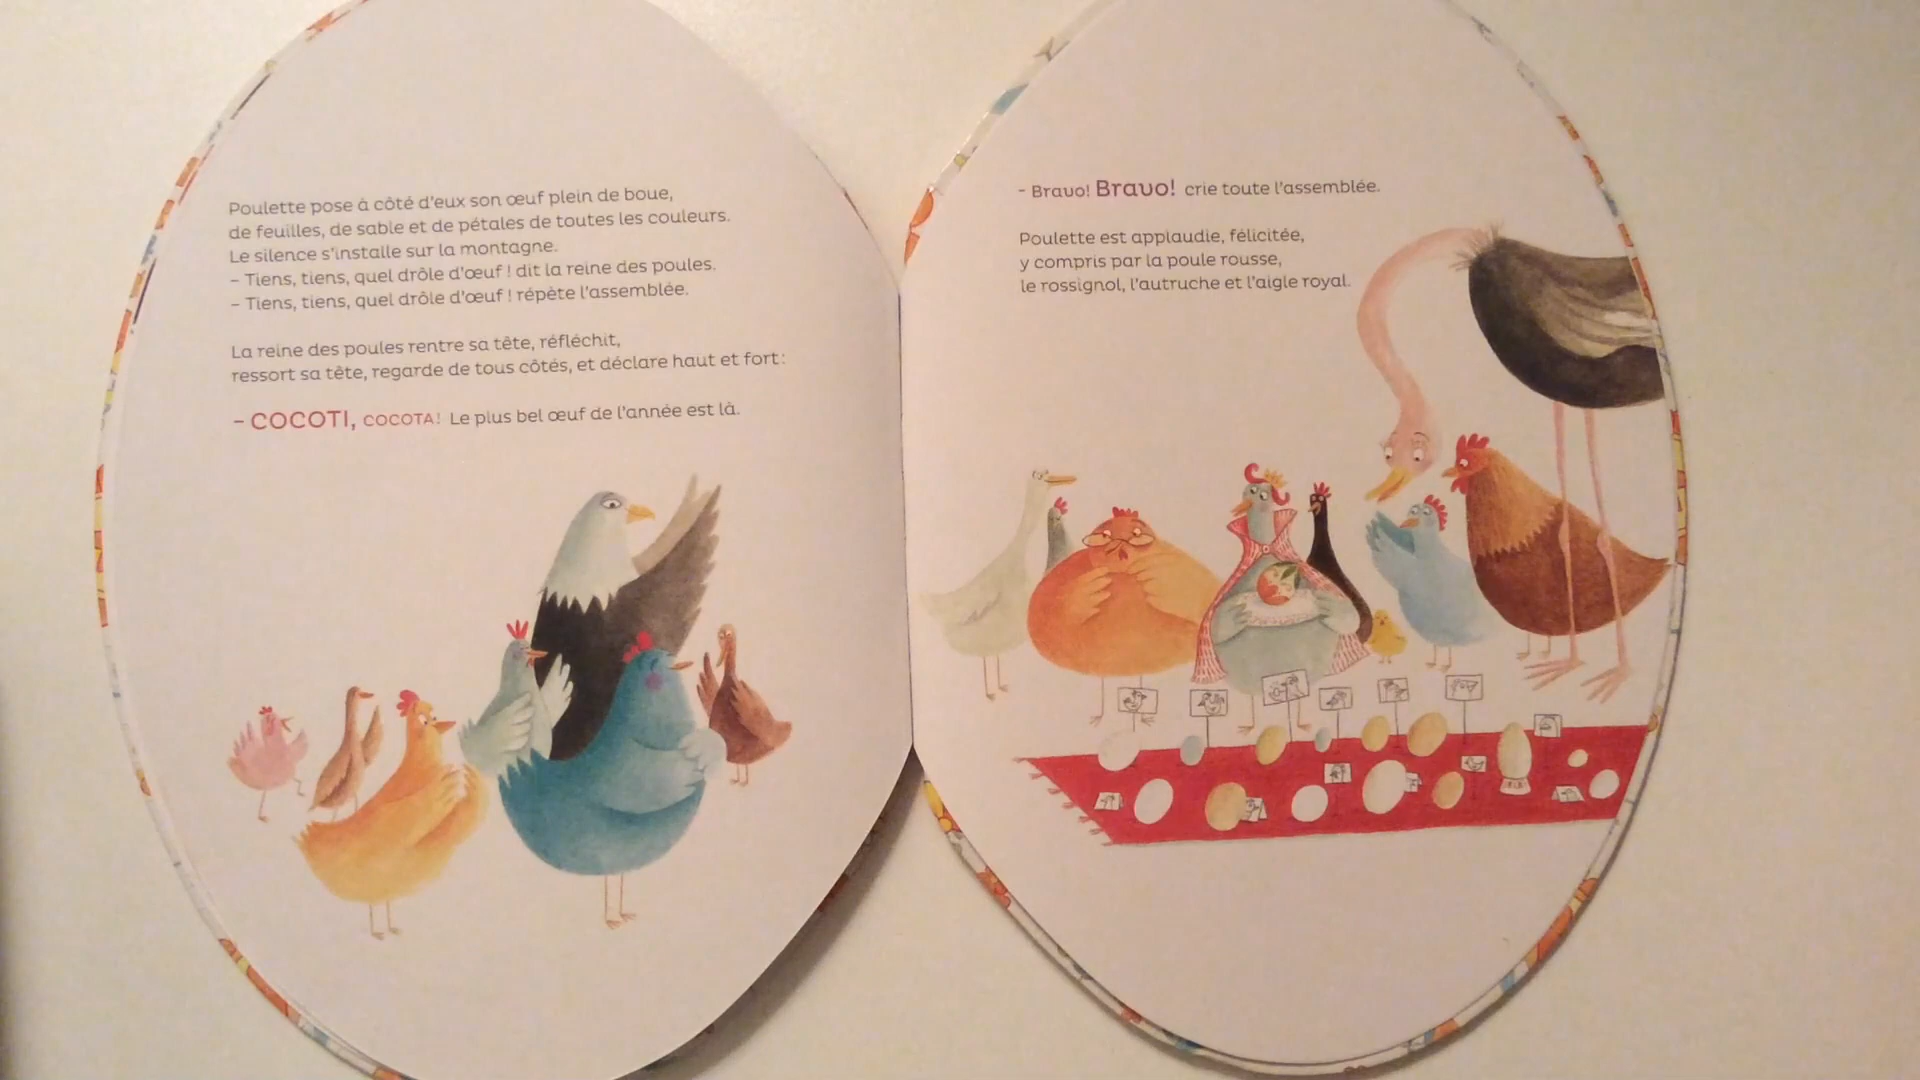 Poulette pose à côté d'eux son œuf plein de boue,
de feuilles, de sable et de pétales de toutes les couleurs.
Le silence s'installe sur la montagne.
– Tiens, tiens, quel drôle d'œuf ! dit la reine des poules.
– Tiens, tiens, quel drôle d'œuf ! répète l'assemblée.
La reine des poules rentre sa tête, réfléchit,
ressort sa tête, regarde de tous côtés, et déclare haut et fort :
– COCOTI, COCOTA! Le plus bel œuf de l'année est là.
- Bravo! Bravo! crie toute l'assemblée.
Poulette est applaudie, félicitée,
y compris par la poule rousse,
le rossignol, l'autruche et l'aigle royal.